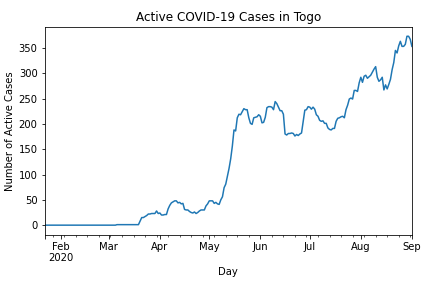 Active COVID-19 Cases in Togo
Number of Active Cases
350
300
250
200
150
100
50
0
Feb Mar Apr May Jun Jul Aug Sep
2020
Day